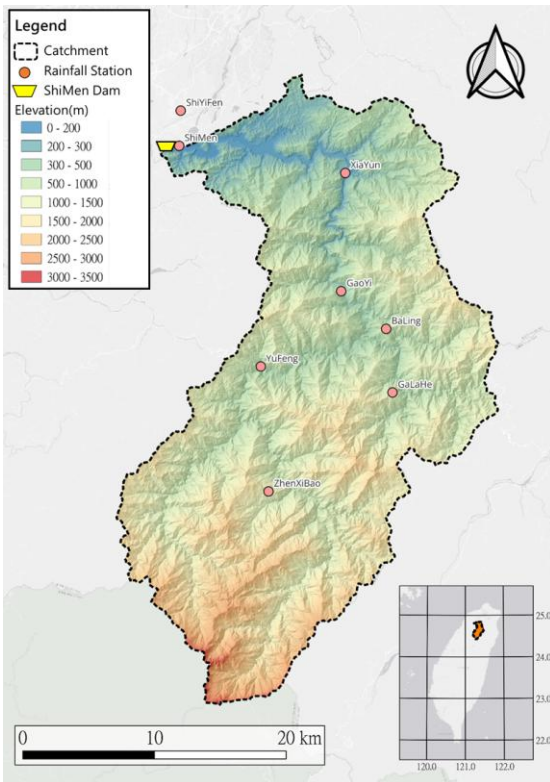 Legend
Catchment
Rainfall Station
ShiMen Dam
Elevation(m)
0 - 200
200 - 300
300 - 500
500 - 1000
1000 - 1500
1500 - 2000
2000 - 2500
2500 - 3000
3000 - 3500
ShiYiFen
ShiMen
XiaYun
GaoYi
BaLing
YuFeng
GaLaHe
ZhenXiBao
25.0
24.0
23.0
22.0
120.0 121.0 122.0
0 10 20 km